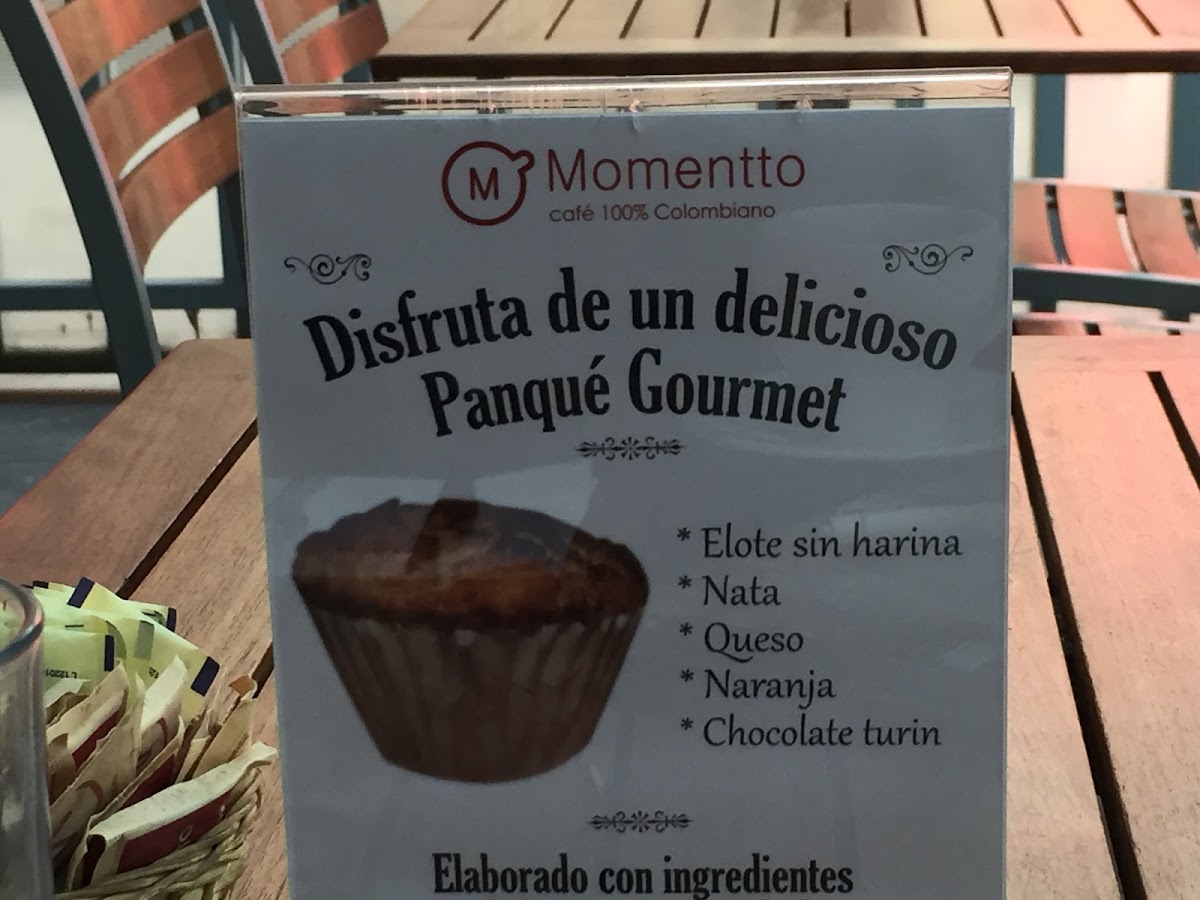 M
Momentto
café 100% Colombiano
Disfruta de un delicioso
Panqué Gourmet
* Elote sin harina
* Nata
* Queso
* Naranja
* Chocolate turin
Elaborado con ingredientes